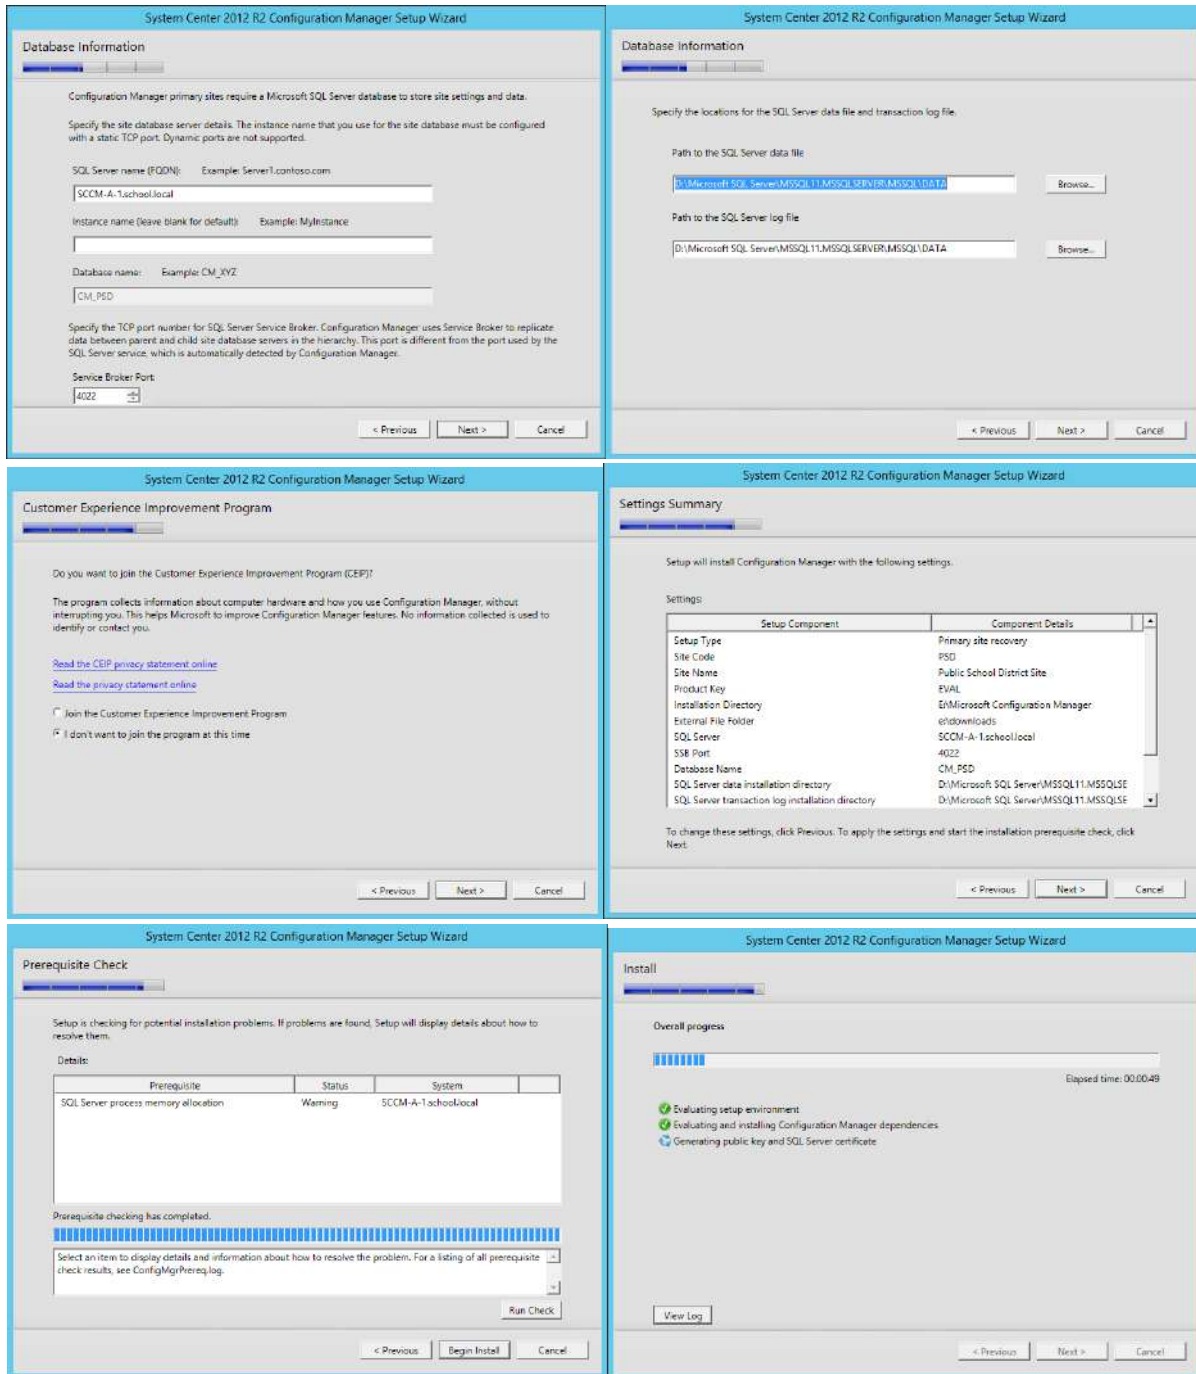 System Center 2012 R2 Configuration Manager Setup Wizard
Database Information
Configuration Manager primary sites require a Microsoft SQL Server database to store site settings and data.
Specify the site database server details. The instance name that you use for the site database must be configured
with a static TCP port. Dynamic ports are not supported.
SQL Server name (FQDN): Example: Server1.contoso.com
SCCM-A-1.school.local
Instance name (leave blank for default): Example: MyInstance
Database name: Example: CM_XYZ
CM_PSD
Specify the TCP port number for SQL Server Service Broker. Configuration Manager uses Service Broker to replicate
data between parent and child site database servers in the hierarchy. This port is different from the port used by the
SQL Server service, which is automatically detected by Configuration Manager.
Service Broker Port:
4022
< Previous Next > Cancel
System Center 2012 R2 Configuration Manager Setup Wizard
Database Information
Specify the locations for the SQL Server data file and transaction log file.
Path to the SQL Server data file
D:\Microsoft SQL Server\MSSQL11.MSSQLSERVER\MSSQL\DATA Browse...
Path to the SQL Server log file
D:\Microsoft SQL Server\MSSQL11.MSSQLSERVER\MSSQL\DATA Browse...
< Previous Next > Cancel
System Center 2012 R2 Configuration Manager Setup Wizard
Customer Experience Improvement Program
Do you want to join the Customer Experience Improvement Program (CEIP)?
The program collects information about computer hardware and how you use Configuration Manager, without
interrupting you. This helps Microsoft to improve Configuration Manager features. No information collected is used to
identify or contact you.
Read the CEIP privacy statement online
Read the privacy statement online
Join the Customer Experience Improvement Program
I don't want to join the program at this time
< Previous Next > Cancel
System Center 2012 R2 Configuration Manager Setup Wizard
Settings Summary
Setup will install Configuration Manager with the following settings.
Settings:
Setup Component Component Details
Setup Type Primary site recovery
Site Code PSD
Site Name Public School District Site
Product Key EVAL
Installation Directory E:\Microsoft Configuration Manager
External File Folder e:\downloads
SQL Server SCCM-A-1.school.local
SSB Port 4022
Database Name CM_PSD
SQL Server data installation directory D:\Microsoft SQL Server\MSSQL11.MSSQLSE
SQL Server transaction log installation directory D:\Microsoft SQL Server\MSSQL11.MSSQLSE
To change these settings, click Previous. To apply the settings and start the installation prerequisite check, click
Next.
< Previous Next > Cancel
System Center 2012 R2 Configuration Manager Setup Wizard
Prerequisite Check
Setup is checking for potential installation problems. If problems are found, Setup will display details about how to
resolve them.
Details:
Prerequisite Status System
SQL Server process memory allocation Warning SCCM-A-1.school.local
Prerequisite checking has completed.
Select an item to display details and information about how to resolve the problem. For a listing of all prerequisite
check results, see ConfigMgrPrereq.log.
Run Check
< Previous Begin Install Cancel
System Center 2012 R2 Configuration Manager Setup Wizard
Install
Overall progress
Elapsed time: 00:00:49
Evaluating setup environment
Evaluating and installing Configuration Manager dependencies
Generating public key and SQL Server certificate
View Log
< Previous Next > Cancel